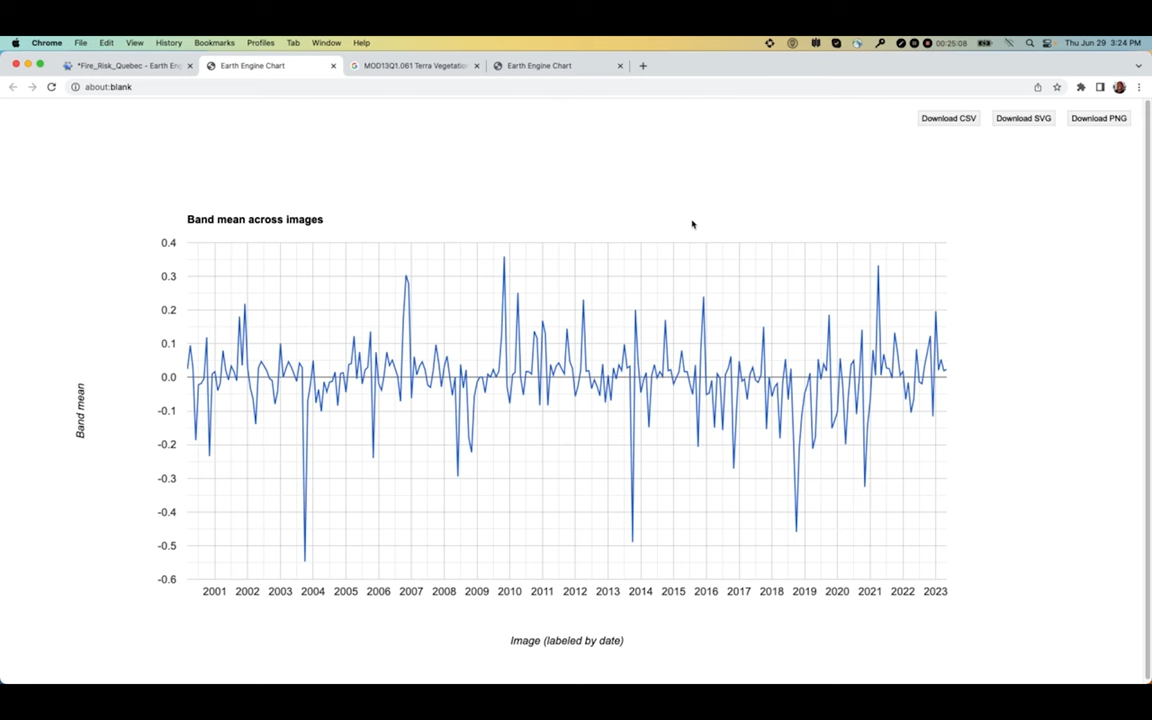 Chrome File Edit View History Bookmarks Profiles Tab Window Help 00:25:08 Thu Jun 29 3:24 PM
*Fire_Risk_Quebec - Earth En Earth Engine Chart MOD13Q1.061 Terra Vegetatio Earth Engine Chart
about:blank
Download CSV Download SVG Download PNG
Band mean across images
0.4
0.3
0.2
0.1
0.0
-0.1
-0.2
-0.3
-0.4
-0.5
-0.6
Band mean
2001 2002 2003 2004 2005 2006 2007 2008 2009 2010 2011 2012 2013 2014 2015 2016 2017 2018 2019 2020 2021 2022 2023
Image (labeled by date)